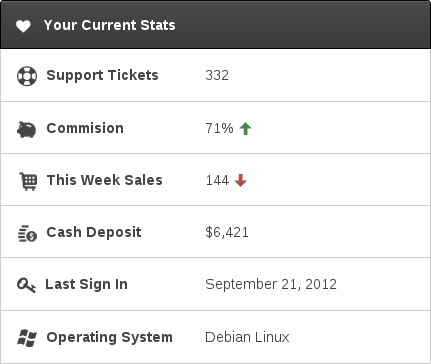 Your Current Stats
Support Tickets 332
Commision 71%
This Week Sales 144
Cash Deposit $6,421
Last Sign In September 21, 2012
Operating System Debian Linux